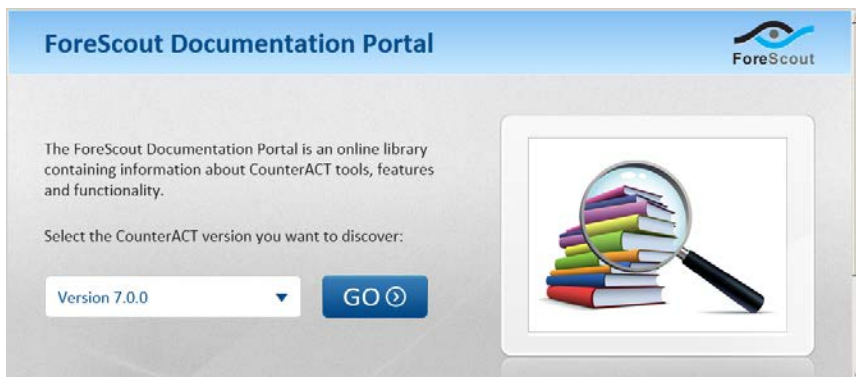 ForeScout Documentation Portal
ForeScout
The ForeScout Documentation Portal is an online library
containing information about CounterACT tools, features
and functionality.
Select the CounterACT version you want to discover:
Version 7.0.0
GO